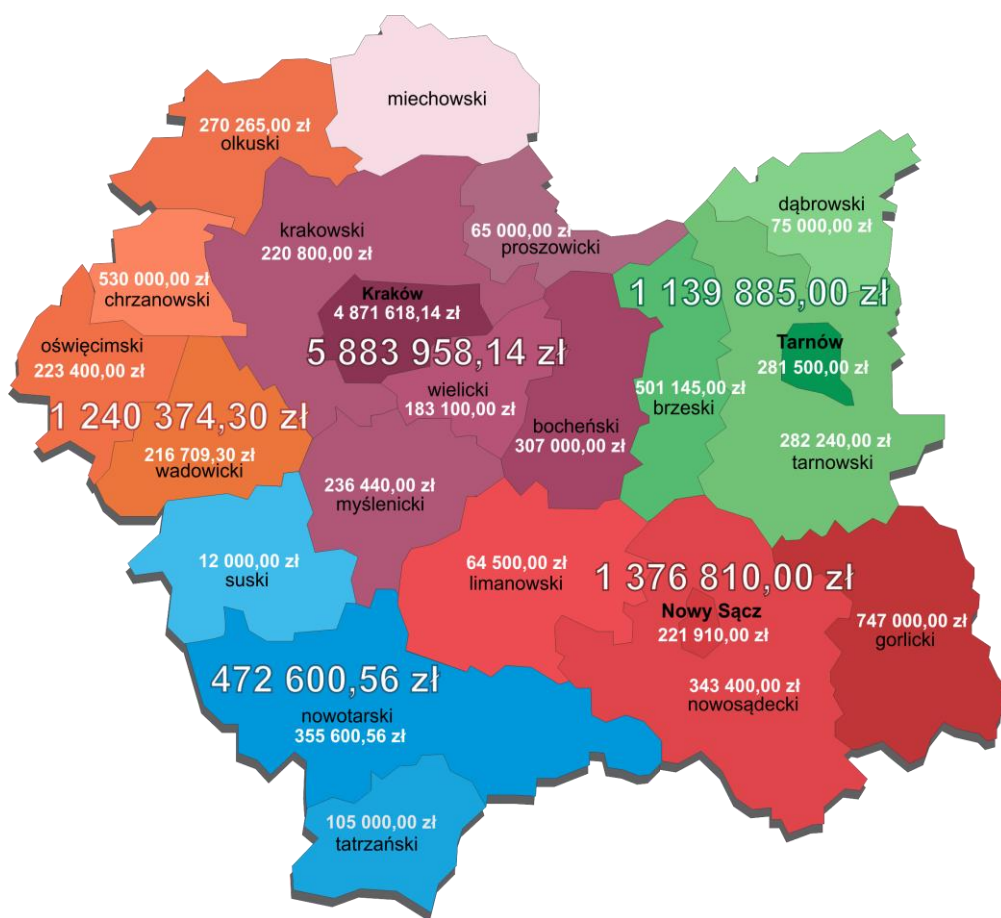 miechowski
270 265,00 zł
olkuski
dąbrowski
75 000,00 zł
krakowski
220 800,00 zł
65 000,00 zł
proszowicki
530 000,00 zł
chrzanowski
Kraków
4 871 618,14 zł
1 139 885,00 zł
oświęcimski
223 400,00 zł
5 883 958,14 zł
Tarnów
281 500,00 zł
wielicki
183 100,00 zł
501 145,00 zł
brzeski
1 240 374,30 zł
bocheński
307 000,00 zł
216 709,30 zł
wadowicki
282 240,00 zł
tarnowski
236 440,00 zł
myślenicki
12 000,00 zł
suski
64 500,00 zł
limanowski
1 376 810,00 zł
Nowy Sącz
221 910,00 zł
747 000,00 zł
gorlicki
472 600,56 zł
nowotarski
355 600,56 zł
343 400,00 zł
nowosądecki
105 000,00 zł
tatrzański